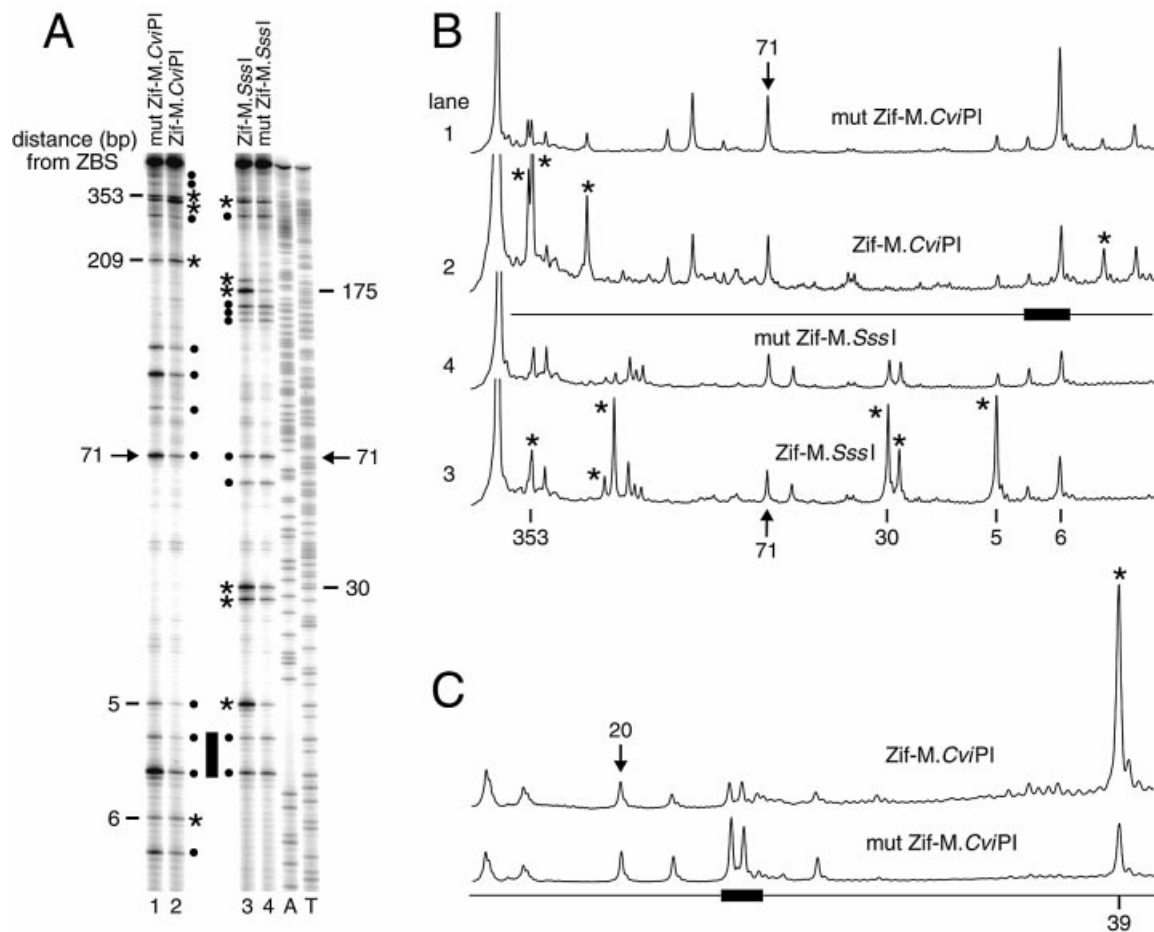 A
mut Zif-M.CviPI
Zif-M.CviPI
Zif-M.SssI
mut Zif-M.SssI
distance (bp)
from ZBS
353
*
*
*
209
*
*
*
175
71
71
*
30
*
5
*
6
*
1 2 3 4 A T
B
71
lane
1
mut Zif-M.CviPI
* * *
Zif-M.CviPI
*
2
mut Zif-M.SssI
4
* * * * * *
Zif-M.SssI
3
353 71 30 5 6
C
*
20
Zif-M.CviPI
mut Zif-M.CviPI
39